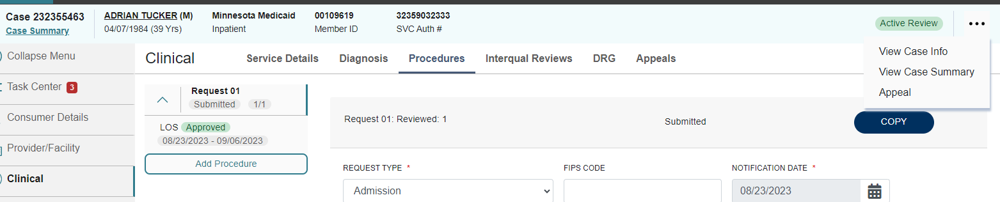 Case 232355463
Case Summary
ADRIAN TUCKER (M)
04/07/1984 (39 Yrs)
Minnesota Medicaid
Inpatient
00109619
Member ID
32359032333
SVC Auth #
Active Review
View Case Info
View Case Summary
Appeal
Collapse Menu
Task Center 3
Consumer Details
Provider/Facility
Clinical
Clinical
Service Details
Diagnosis
Procedures
Interqual Reviews
DRG
Appeals
Request 01
Submitted 1/1
LOS Approved
08/23/2023 - 09/06/2023
Add Procedure
Request 01: Reviewed: 1
Submitted
COPY
REQUEST TYPE *
Admission
FIPS CODE
NOTIFICATION DATE *
08/23/2023